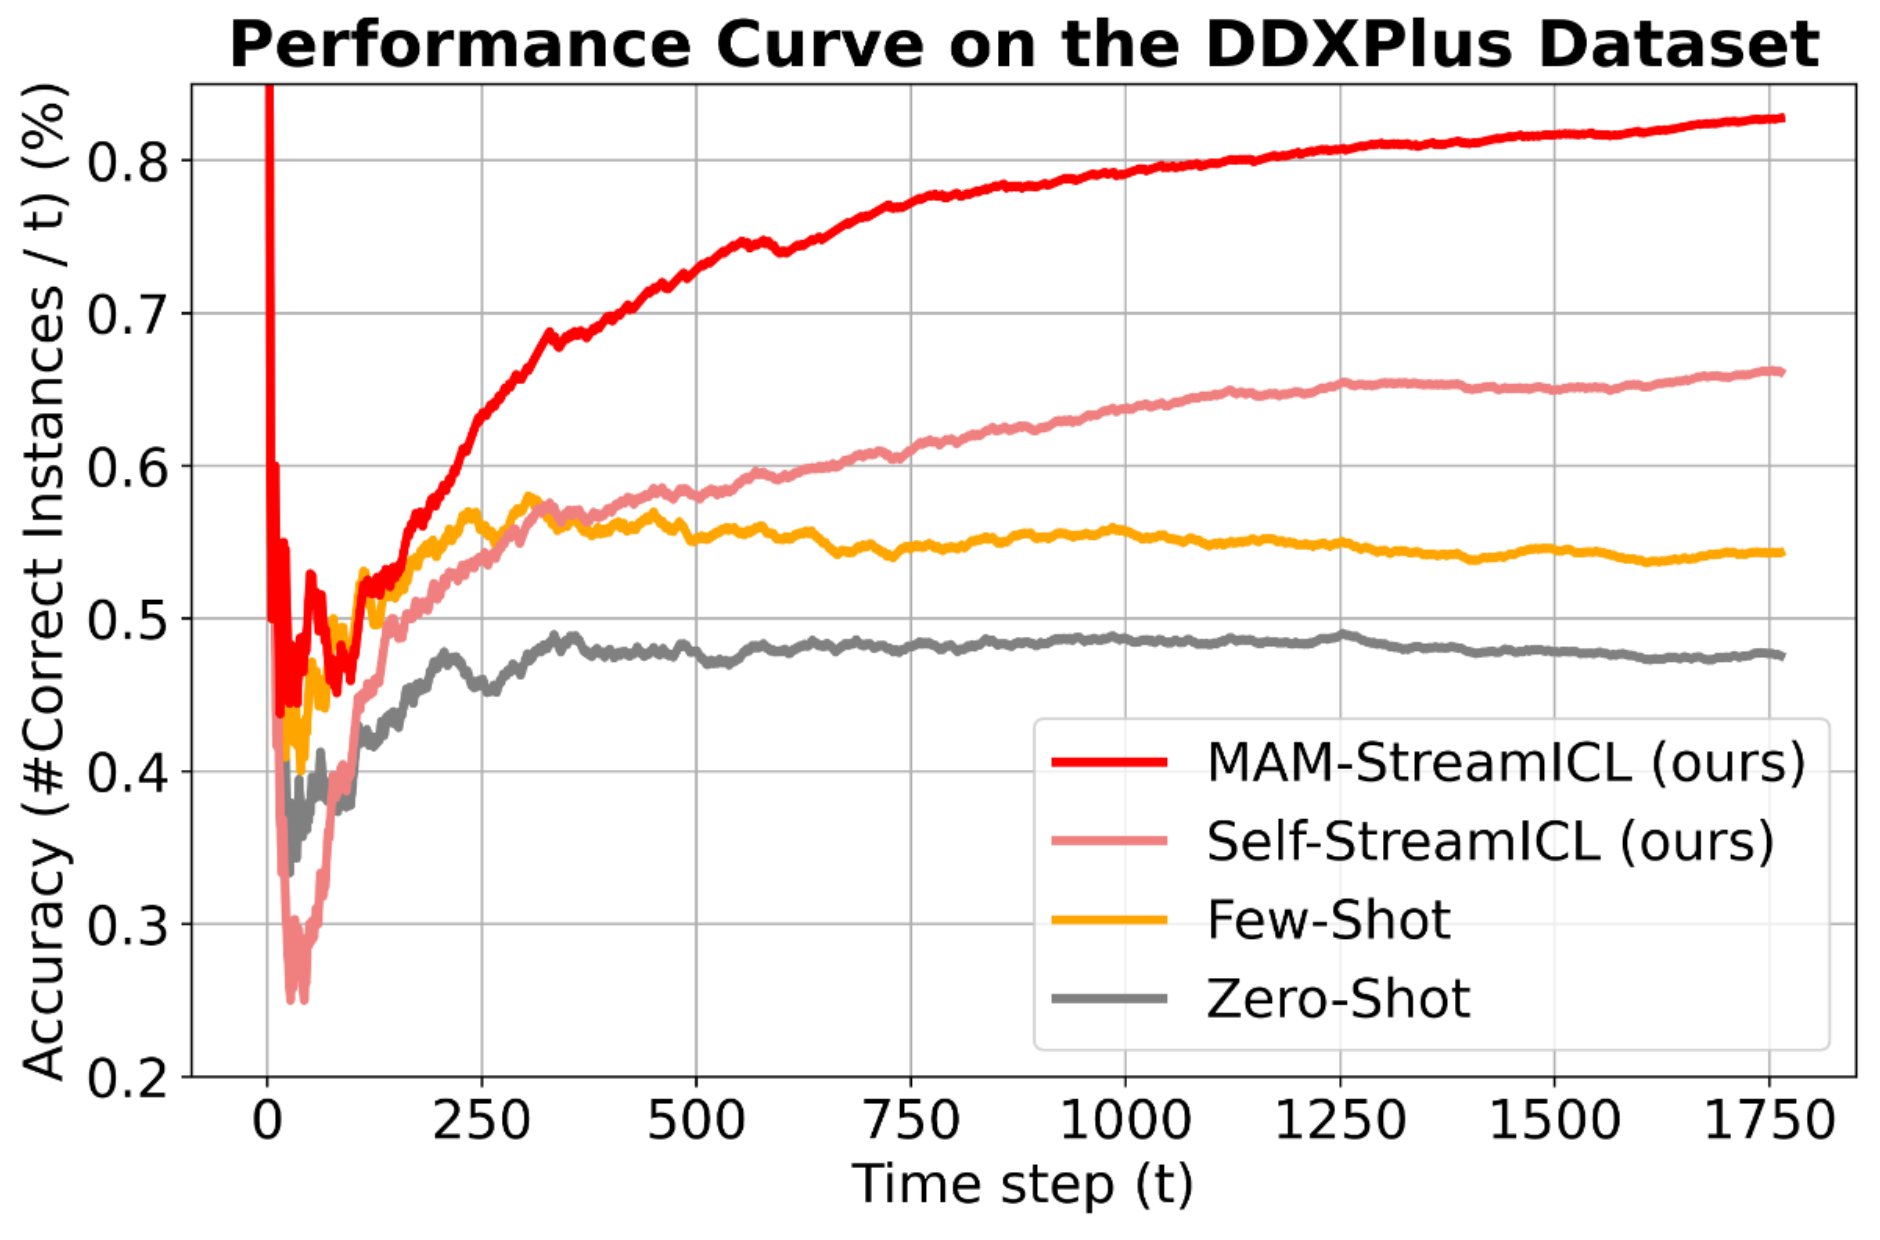 Performance Curve on the DDXPlus Dataset
Accuracy (#Correct Instances / t) (%)
0.8
0.7
0.6
0.5
0.4
0.3
0.2
MAM-StreamICL (ours)
Self-StreamICL (ours)
Few-Shot
Zero-Shot
0 250 500 750 1000 1250 1500 1750
Time step (t)